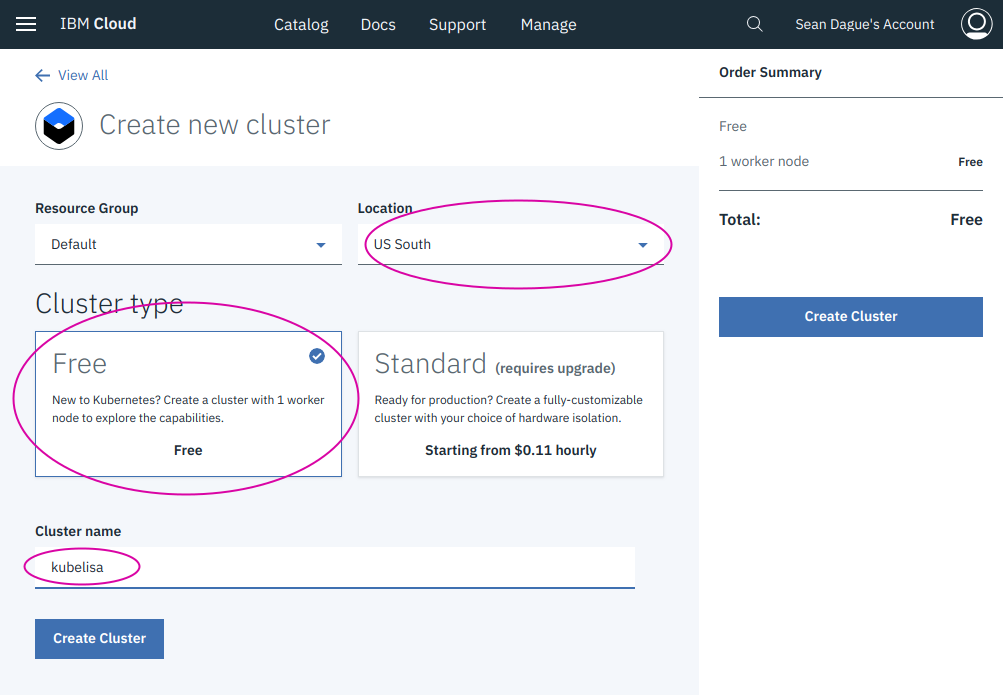 IBM Cloud
Catalog
Docs
Support
Manage
Sean Dague's Account
View All
Create new cluster
Resource Group
Default
Location
US South
Cluster type
Free
New to Kubernetes? Create a cluster with 1 worker
node to explore the capabilities.
Free
Standard (requires upgrade)
Ready for production? Create a fully-customizable
cluster with your choice of hardware isolation.
Starting from $0.11 hourly
Cluster name
kubelisa
Create Cluster
Order Summary
Free
1 worker node Free
Total: Free
Create Cluster